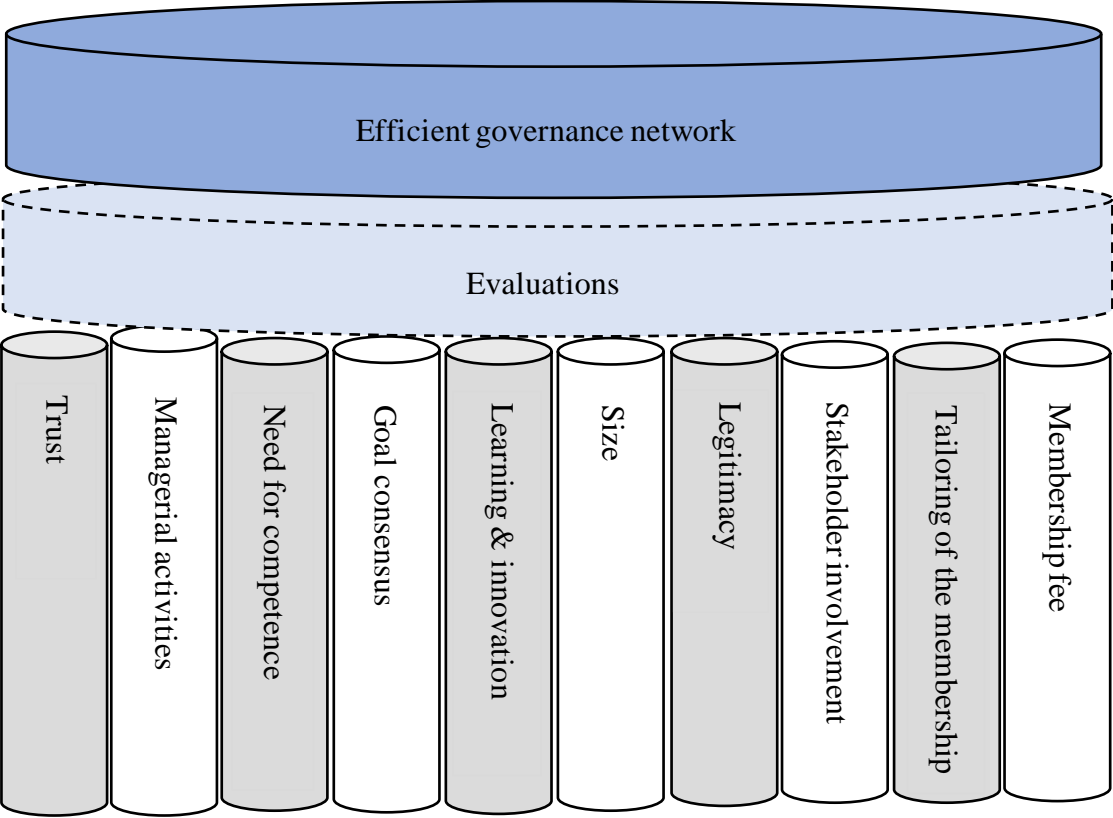 Efficient governance network
Evaluations
Trust
Managerial activities
Need for competence
Goal consensus
Learning & innovation
Size
Legitimacy
Stakeholder involvement
Tailoring of the membership
Membership fee